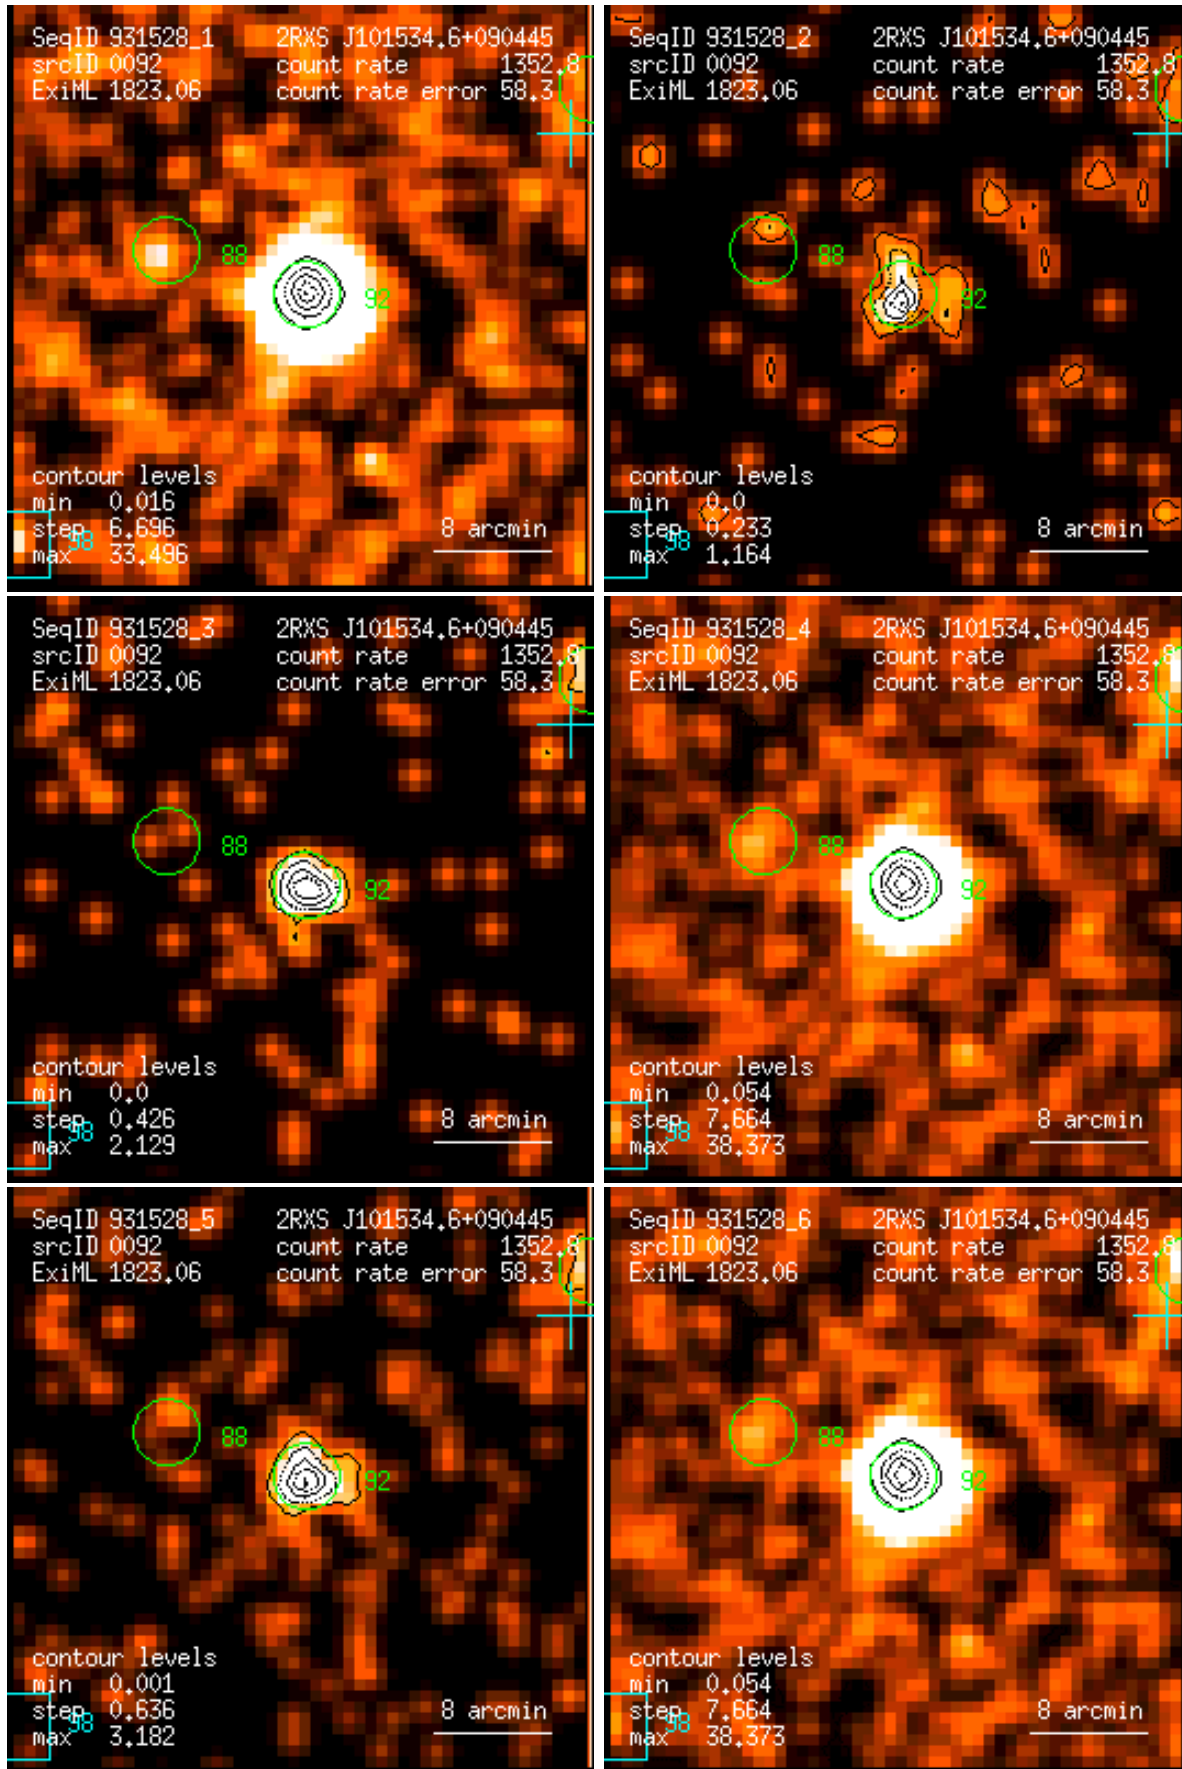 SeqID 931528_1 2RXS J101534.6+090445
srcID 0092 count rate 1352.8
ExiML 1823.06 count rate error 58.3
88
92
contour levels
min 0.016
step 6.696 8 arcmin
98
max 33.496
SeqID 931528_2 2RXS J101534.6+090445
srcID 0092 count rate 1352.8
ExiML 1823.06 count rate error 58.3
88
92
contour levels
min 0.0
step 0.233 8 arcmin
98
max 1.164
SeqID 931528_3 2RXS J101534.6+090445
srcID 0092 count rate 1352.8
ExiML 1823.06 count rate error 58.3
88
92
contour levels
min 0.0
step 0.426 8 arcmin
98
max 2.129
SeqID 931528_4 2RXS J101534.6+090445
srcID 0092 count rate 1352.8
ExiML 1823.06 count rate error 58.3
88
92
contour levels
min 0.054
step 7.664 8 arcmin
98
max 38.373
SeqID 931528_5 2RXS J101534.6+090445
srcID 0092 count rate 1352.8
ExiML 1823.06 count rate error 58.3
88
92
contour levels
min 0.001
step 0.636 8 arcmin
98
max 3.182
SeqID 931528_6 2RXS J101534.6+090445
srcID 0092 count rate 1352.8
ExiML 1823.06 count rate error 58.3
88
92
contour levels
min 0.054
step 7.664 8 arcmin
98
max 38.373